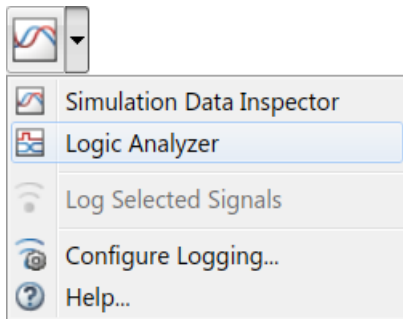 Simulation Data Inspector
Logic Analyzer
Log Selected Signals
Configure Logging...
Help...